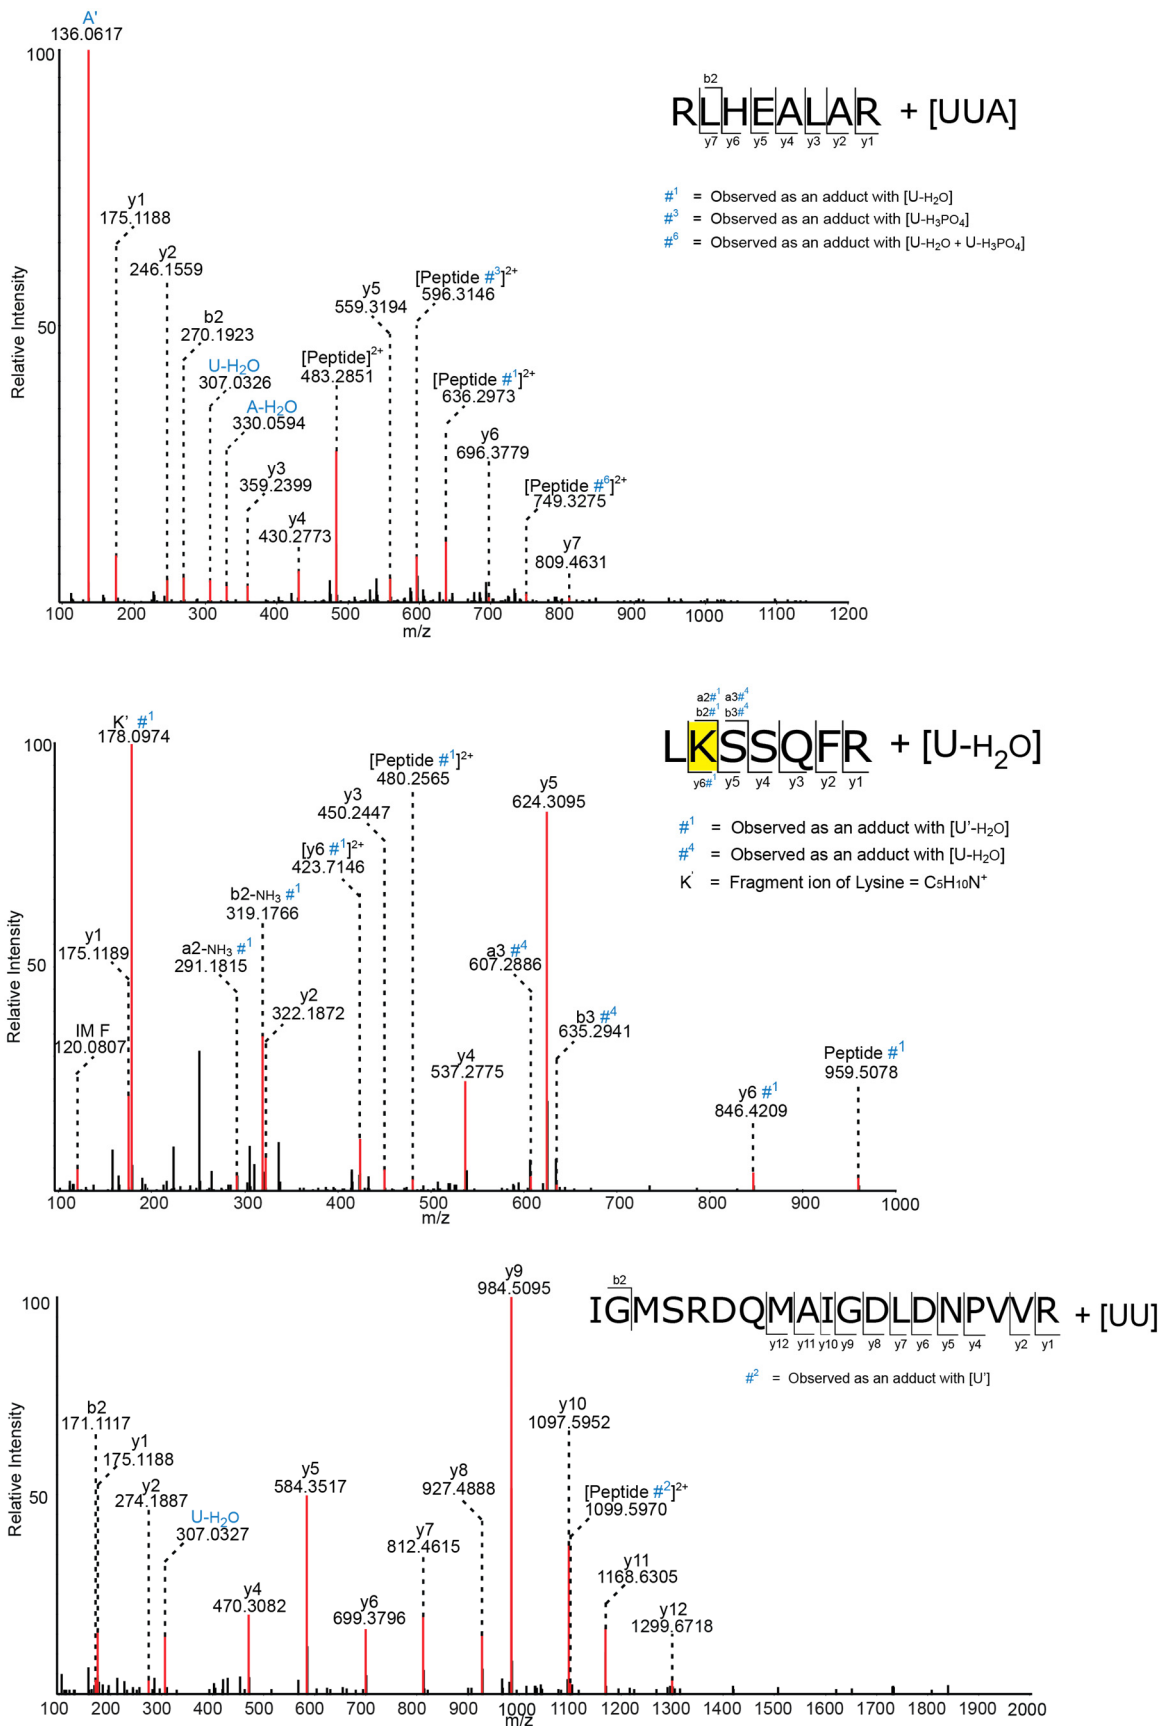 A'
136.0617
100
b2
RLHEALAR + [UUA]
y7 y6 y5 y4 y3 y2 y1
#1 = Observed as an adduct with [U-H2O]
#3 = Observed as an adduct with [U-H3PO4]
#6 = Observed as an adduct with [U-H2O + U-H3PO4]
y1
175.1188
y2
246.1559
b2
270.1923
U-H2O
307.0326
A-H2O
330.0594
y3
359.2399
y4
430.2773
[Peptide]2+
483.2851
y5
559.3194
[Peptide #3]2+
596.3146
[Peptide #1]2+
636.2973
y6
696.3779
[Peptide #6]2+
749.3275
y7
809.4631
50
Relative Intensity
100 200 300 400 500 600 700 800 900 1000 1100 1200
m/z
a2#1 a3#4
b2#1 b3#4
LKSSQFR + [U-H2O]
y6#1 y5 y4 y3 y2 y1
#1 = Observed as an adduct with [U'-H2O]
#4 = Observed as an adduct with [U-H2O]
K' = Fragment ion of Lysine = C5H10N+
K' #1
178.0974
100
[Peptide #1]2+
480.2565
y3
450.2447
[y6 #1]2+
423.7146
b2-NH3 #1
319.1766
y5
624.3095
y1
175.1189
a2-NH3 #1
291.1815
y2
322.1872
a3 #4
607.2886
b3 #4
635.2941
IM F
120.0807
y4
537.2775
Peptide #1
959.5078
y6 #1
846.4209
50
Relative Intensity
100 200 300 400 500 600 700 800 900 1000
m/z
y9
984.5095
100
b2
IGMSRDQMAIGDLDNPVVR + [UU]
y12 y11 y10 y9 y8 y7 y6 y5 y4 y2 y1
#2 = Observed as an adduct with [U']
b2
171.1117
y1
175.1188
y2
274.1887
U-H2O
307.0327
y4
470.3082
y5
584.3517
y6
699.3796
y7
812.4615
y8
927.4888
y10
1097.5952
[Peptide #2]2+
1099.5970
y11
1168.6305
y12
1299.6718
50
Relative Intensity
100 200 300 400 500 600 700 800 900 1000 1100 1200 1300 1400 1500 1600 1700 1800 1900 2000
m/z